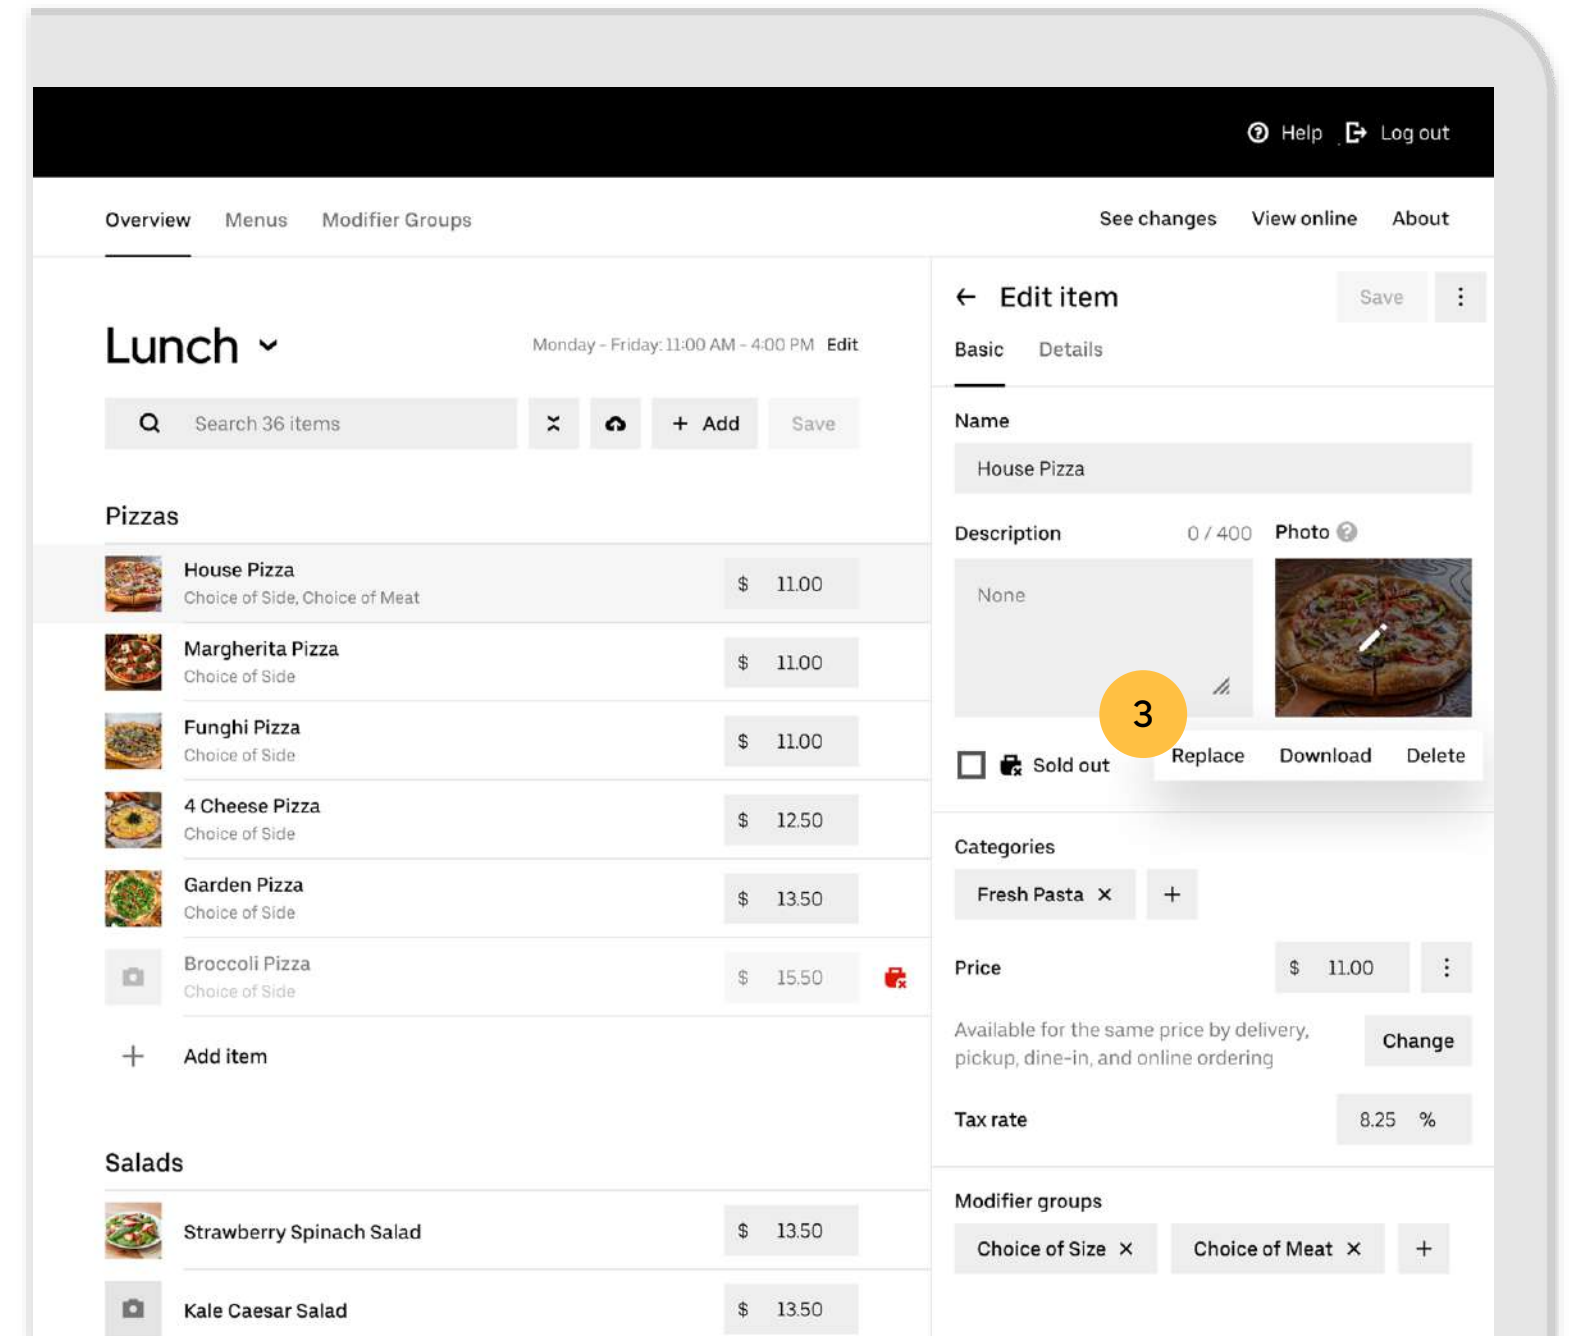 Help Log out
Overview Menus Modifier Groups
See changes View online About
Lunch
Monday - Friday: 11:00 AM - 4:00 PM Edit
Search 36 items
+ Add Save
Pizzas
House Pizza
Choice of Side, Choice of Meat
$ 11.00
Margherita Pizza
Choice of Side
$ 11.00
Funghi Pizza
Choice of Side
$ 11.00
4 Cheese Pizza
Choice of Side
$ 12.50
Garden Pizza
Choice of Side
$ 13.50
Broccoli Pizza
Choice of Side
$ 15.50
+ Add item
Salads
Strawberry Spinach Salad
$ 13.50
Kale Caesar Salad
$ 13.50
Edit item
Save
Basic Details
Name
House Pizza
Description 0 / 400
Photo ?
None
3
Sold out
Replace Download Delete
Categories
Fresh Pasta × +
Price $ 11.00
Available for the same price by delivery,
pickup, dine-in, and online ordering
Change
Tax rate 8.25 %
Modifier groups
Choice of Size × Choice of Meat × +